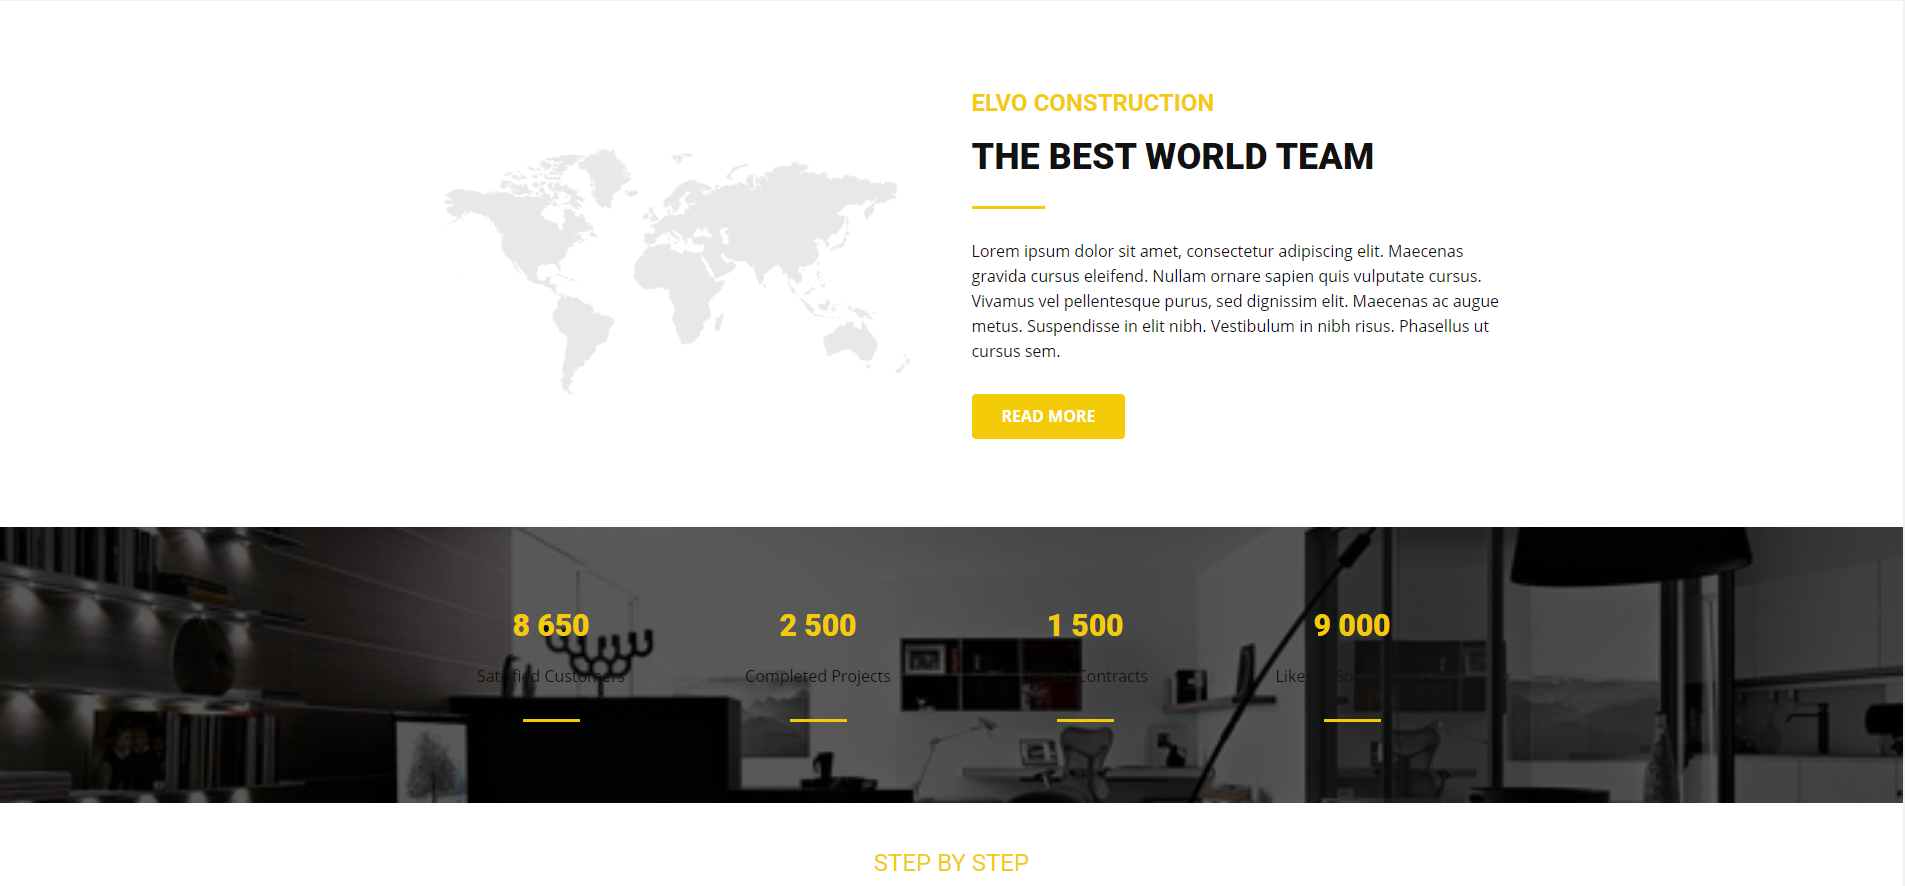 ELVO CONSTRUCTION
THE BEST WORLD TEAM
Lorem ipsum dolor sit amet, consectetur adipiscing elit. Maecenas
gravida cursus eleifend. Nullam ornare sapien quis vulputate cursus.
Vivamus vel pellentesque purus, sed dignissim elit. Maecenas ac augue
metus. Suspendisse in elit nibh. Vestibulum in nibh risus. Phasellus ut
cursus sem.
READ MORE
8 650
2 500
1 500
9 000
Satisfied Customers
Completed Projects
Contracts
STEP BY STEP